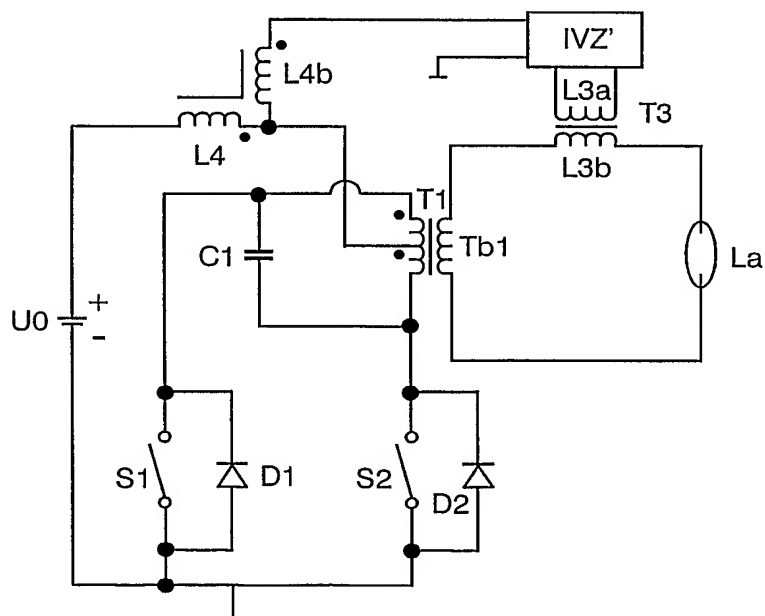 IVZ'
L4b
L3a
T3
L4
L3b
T1
C1
Tb1
La
U0
+
-
S1
D1
S2
D2